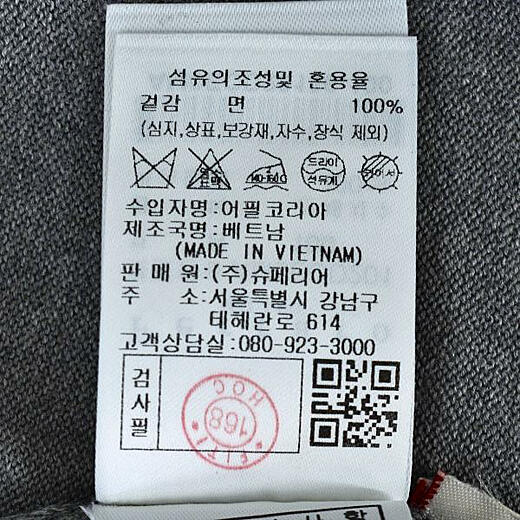 섬유의조성및 혼용율
겉감 면 100%
(심지,상표,보강재,자수,장식 제외)
드라이
섬유계
수입자명:어필코리아
제조국명:베트남
(MADE IN VIETNAM)
판 매 원:(주)슈페리어
주 소:서울특별시 강남구
테헤란로 614
고객상담실:080-923-3000
검사필
FITI
168
HOC